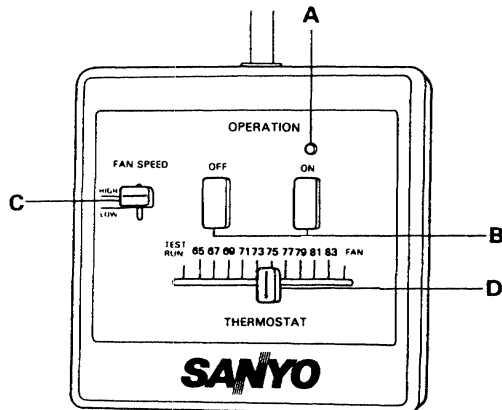 A
OPERATION
FAN SPEED
OFF
ON
HIGH
C
LOW
B
TEST RUN 65 67 69 71 73 75 77 79 81 83 FAN
D
THERMOSTAT
SANYO